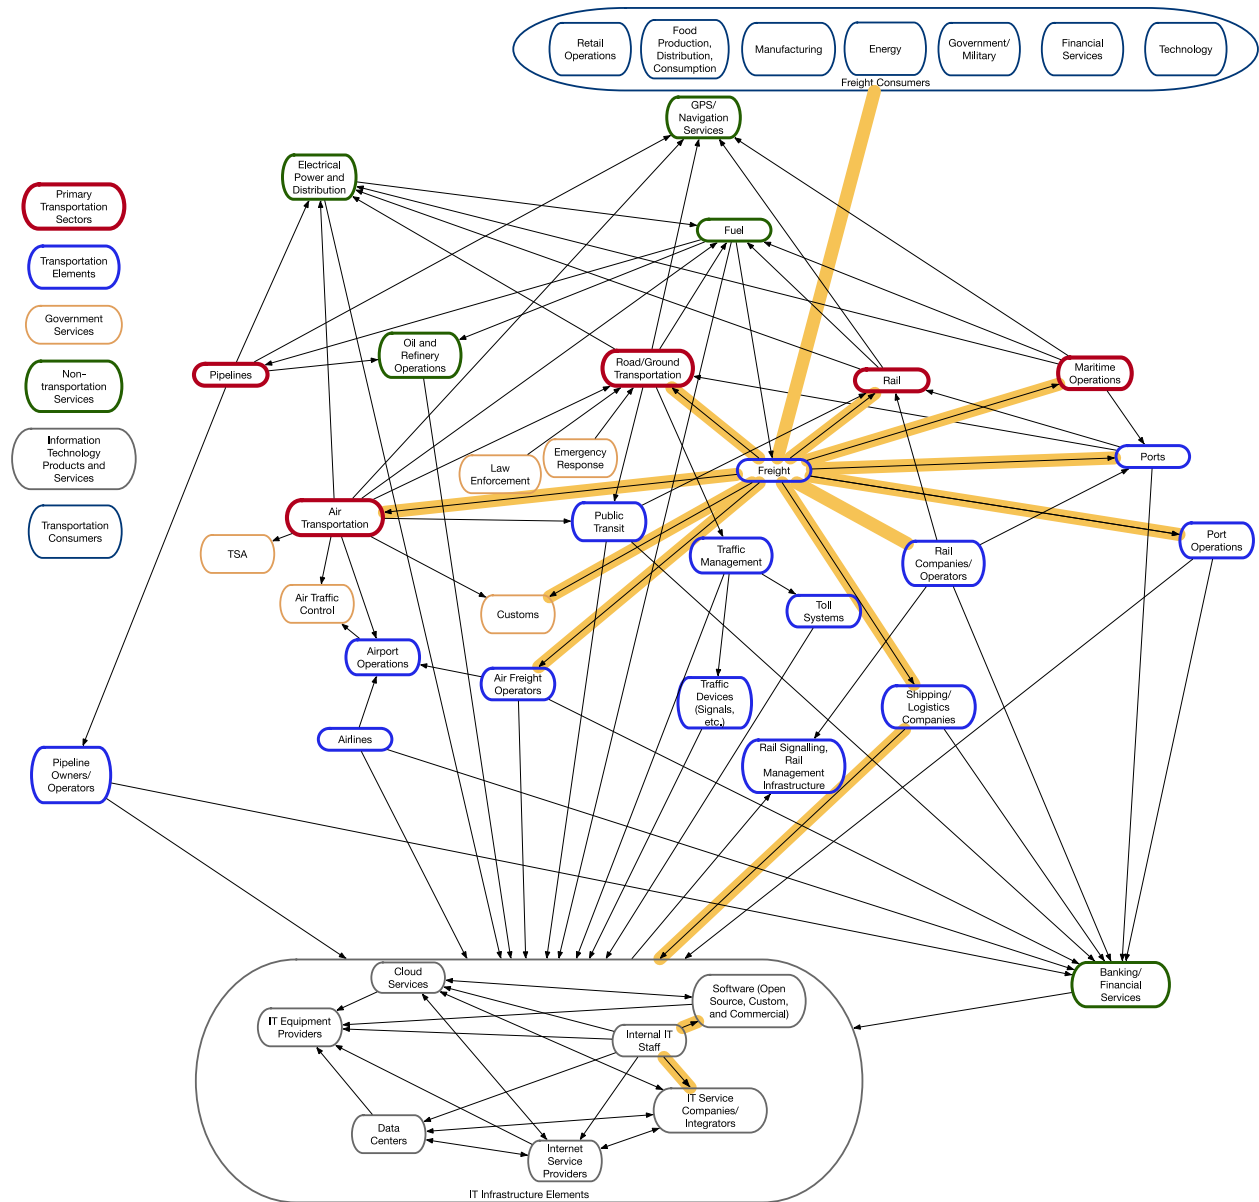 Retail
Operations
Food
Production,
Distribution,
Consumption
Manufacturing
Energy
Government/
Military
Financial
Services
Technology
Freight Consumers
GPS/
Navigation
Services
Electrical
Power and
Distribution
Fuel
Primary
Transportation
Sectors
Transportation
Elements
Government
Services
Non-
transportation
Services
Information
Technology
Products and
Services
Transportation
Consumers
Pipelines
Oil and
Refinery
Operations
Road/Ground
Transportation
Rail
Maritime
Operations
Law
Enforcement
Emergency
Response
Freight
Ports
Air
Transportation
Public
Transit
Traffic
Management
Rail
Companies/
Operators
Port
Operations
TSA
Air Traffic
Control
Customs
Toll
Systems
Airport
Operations
Air Freight
Operators
Traffic
Devices
(Signals,
etc.)
Shipping/
Logistics
Companies
Airlines
Pipeline
Owners/
Operators
Rail Signalling,
Rail
Management
Infrastructure
Banking/
Financial
Services
Cloud
Services
Software (Open
Source, Custom,
and Commercial)
IT Equipment
Providers
Internal IT
Staff
IT Service
Companies/
Integrators
Data
Centers
Internet
Service
Providers
IT Infrastructure Elements